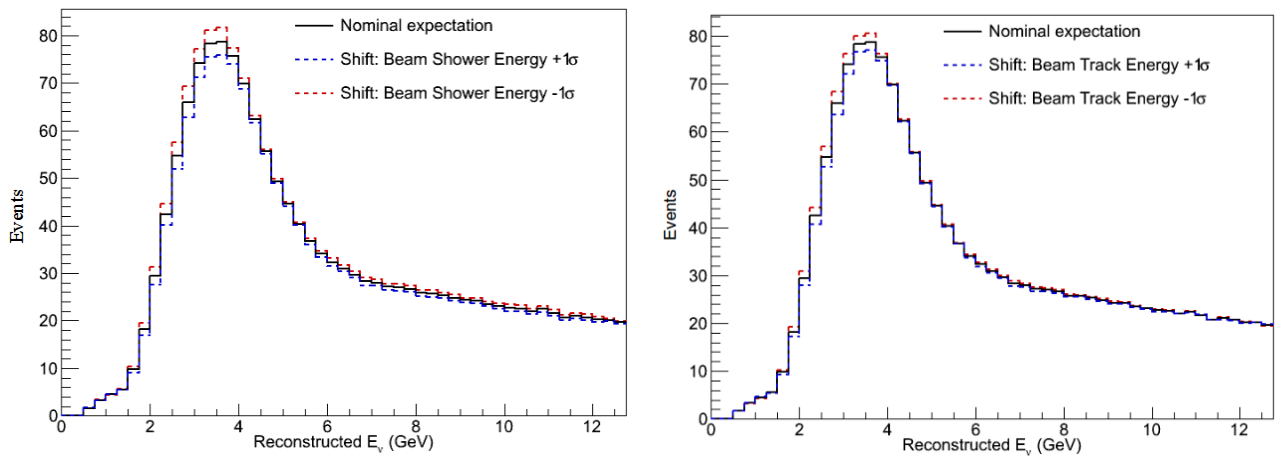 Nominal expectation
Shift: Beam Shower Energy +1σ
Shift: Beam Shower Energy -1σ
80
70
60
50
40
30
20
10
0
Events
0 2 4 6 8 10 12
Reconstructed Eᵥ (GeV)
Nominal expectation
Shift: Beam Track Energy +1σ
Shift: Beam Track Energy -1σ
80
70
60
50
40
30
20
10
0
Events
0 2 4 6 8 10 12
Reconstructed Eᵥ (GeV)